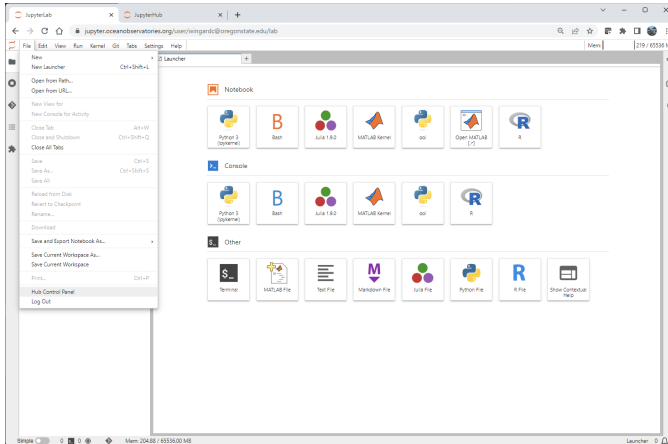 JupyterLab
JupyterHub
jupyter.oceanobservatories.org/user/wingardc@oregonstate.edu/lab
File Edit View Run Kernel Git Tabs Settings Help
Mem: 219 / 65536 M
New
New Launcher Ctrl+Shift+L
Open from Path...
Open from URL...
New View for
New Console for Activity
Close Tab Alt+W
Close and Shutdown Ctrl+Shift+Q
Close All Tabs
Save Ctrl+S
Save As... Ctrl+Shift+S
Save All
Reload from Disk
Revert to Checkpoint
Rename...
Download
Save and Export Notebook As...
Save Current Workspace As...
Save Current Workspace
Print... Ctrl+P
Hub Control Panel
Log Out
Launcher
Notebook
Python 3 (ipykernel)
Bash
Julia 1.9.0
MATLAB Kernel
ooi
Open MATLAB [↗]
R
Console
Python 3 (ipykernel)
Bash
Julia 1.9.0
MATLAB Kernel
ooi
R
Other
Terminal
MATLAB File
Text File
Markdown File
Julia File
Python File
R File
Show Contextual Help
Simple 0 0 Mem: 204.88 / 65536.00 MB
Launcher 0